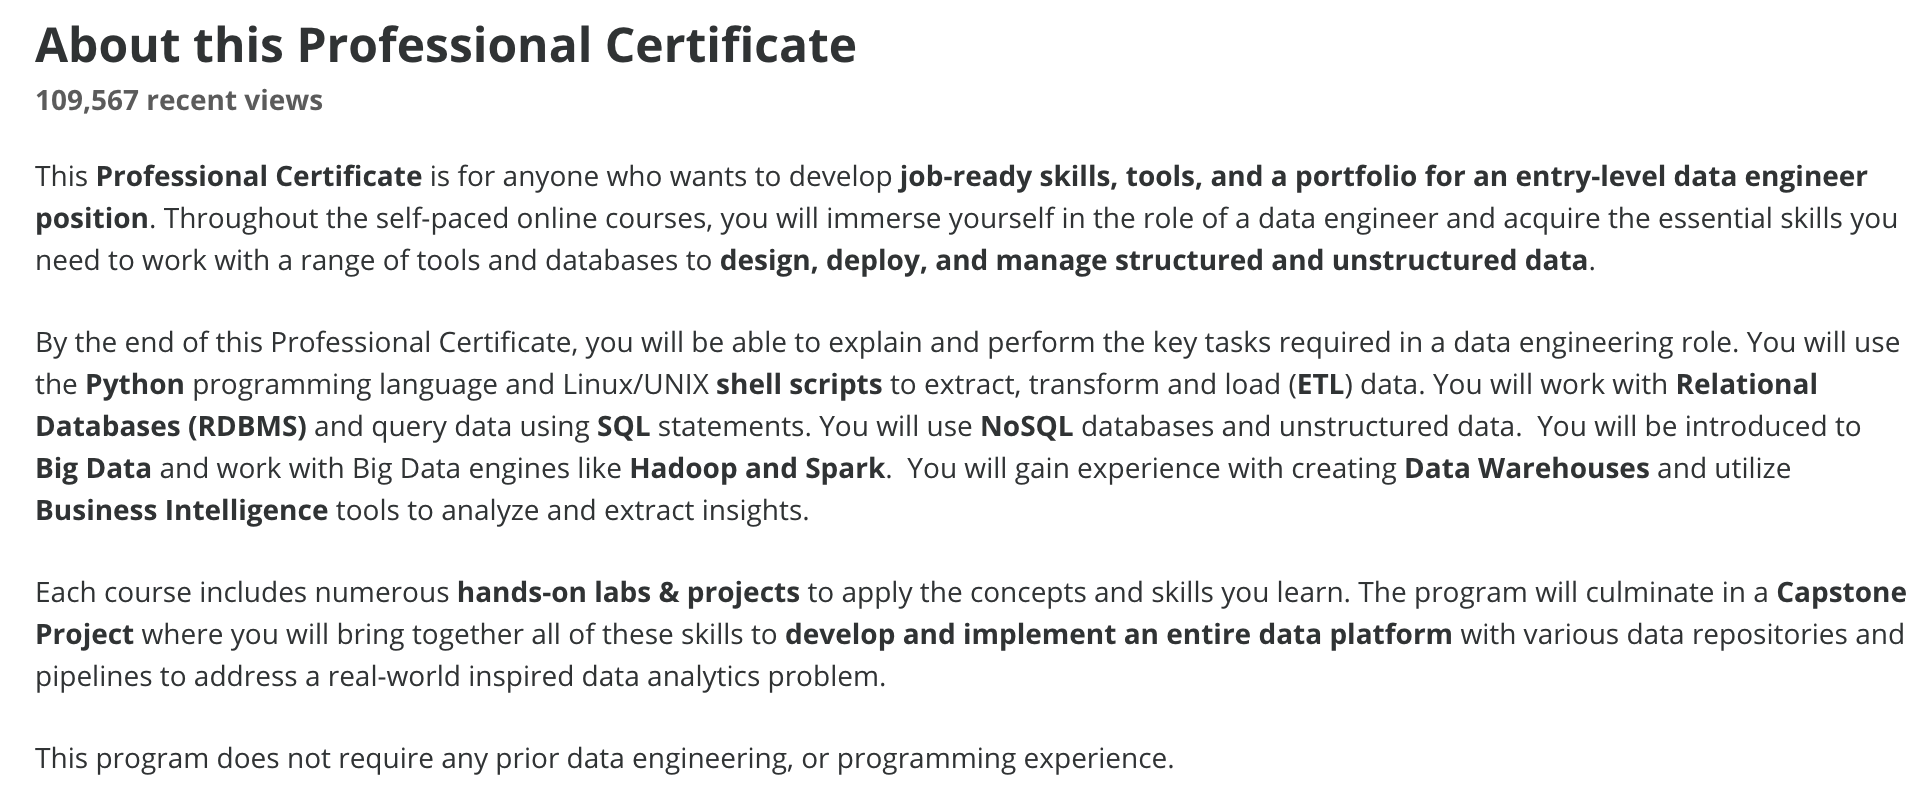 About this Professional Certificate
109,567 recent views
This Professional Certificate is for anyone who wants to develop job-ready skills, tools, and a portfolio for an entry-level data engineer
position. Throughout the self-paced online courses, you will immerse yourself in the role of a data engineer and acquire the essential skills you
need to work with a range of tools and databases to design, deploy, and manage structured and unstructured data.
By the end of this Professional Certificate, you will be able to explain and perform the key tasks required in a data engineering role. You will use
the Python programming language and Linux/UNIX shell scripts to extract, transform and load (ETL) data. You will work with Relational
Databases (RDBMS) and query data using SQL statements. You will use NoSQL databases and unstructured data.  You will be introduced to
Big Data and work with Big Data engines like Hadoop and Spark.  You will gain experience with creating Data Warehouses and utilize
Business Intelligence tools to analyze and extract insights.
Each course includes numerous hands-on labs & projects to apply the concepts and skills you learn. The program will culminate in a Capstone
Project where you will bring together all of these skills to develop and implement an entire data platform with various data repositories and
pipelines to address a real-world inspired data analytics problem.
This program does not require any prior data engineering, or programming experience.